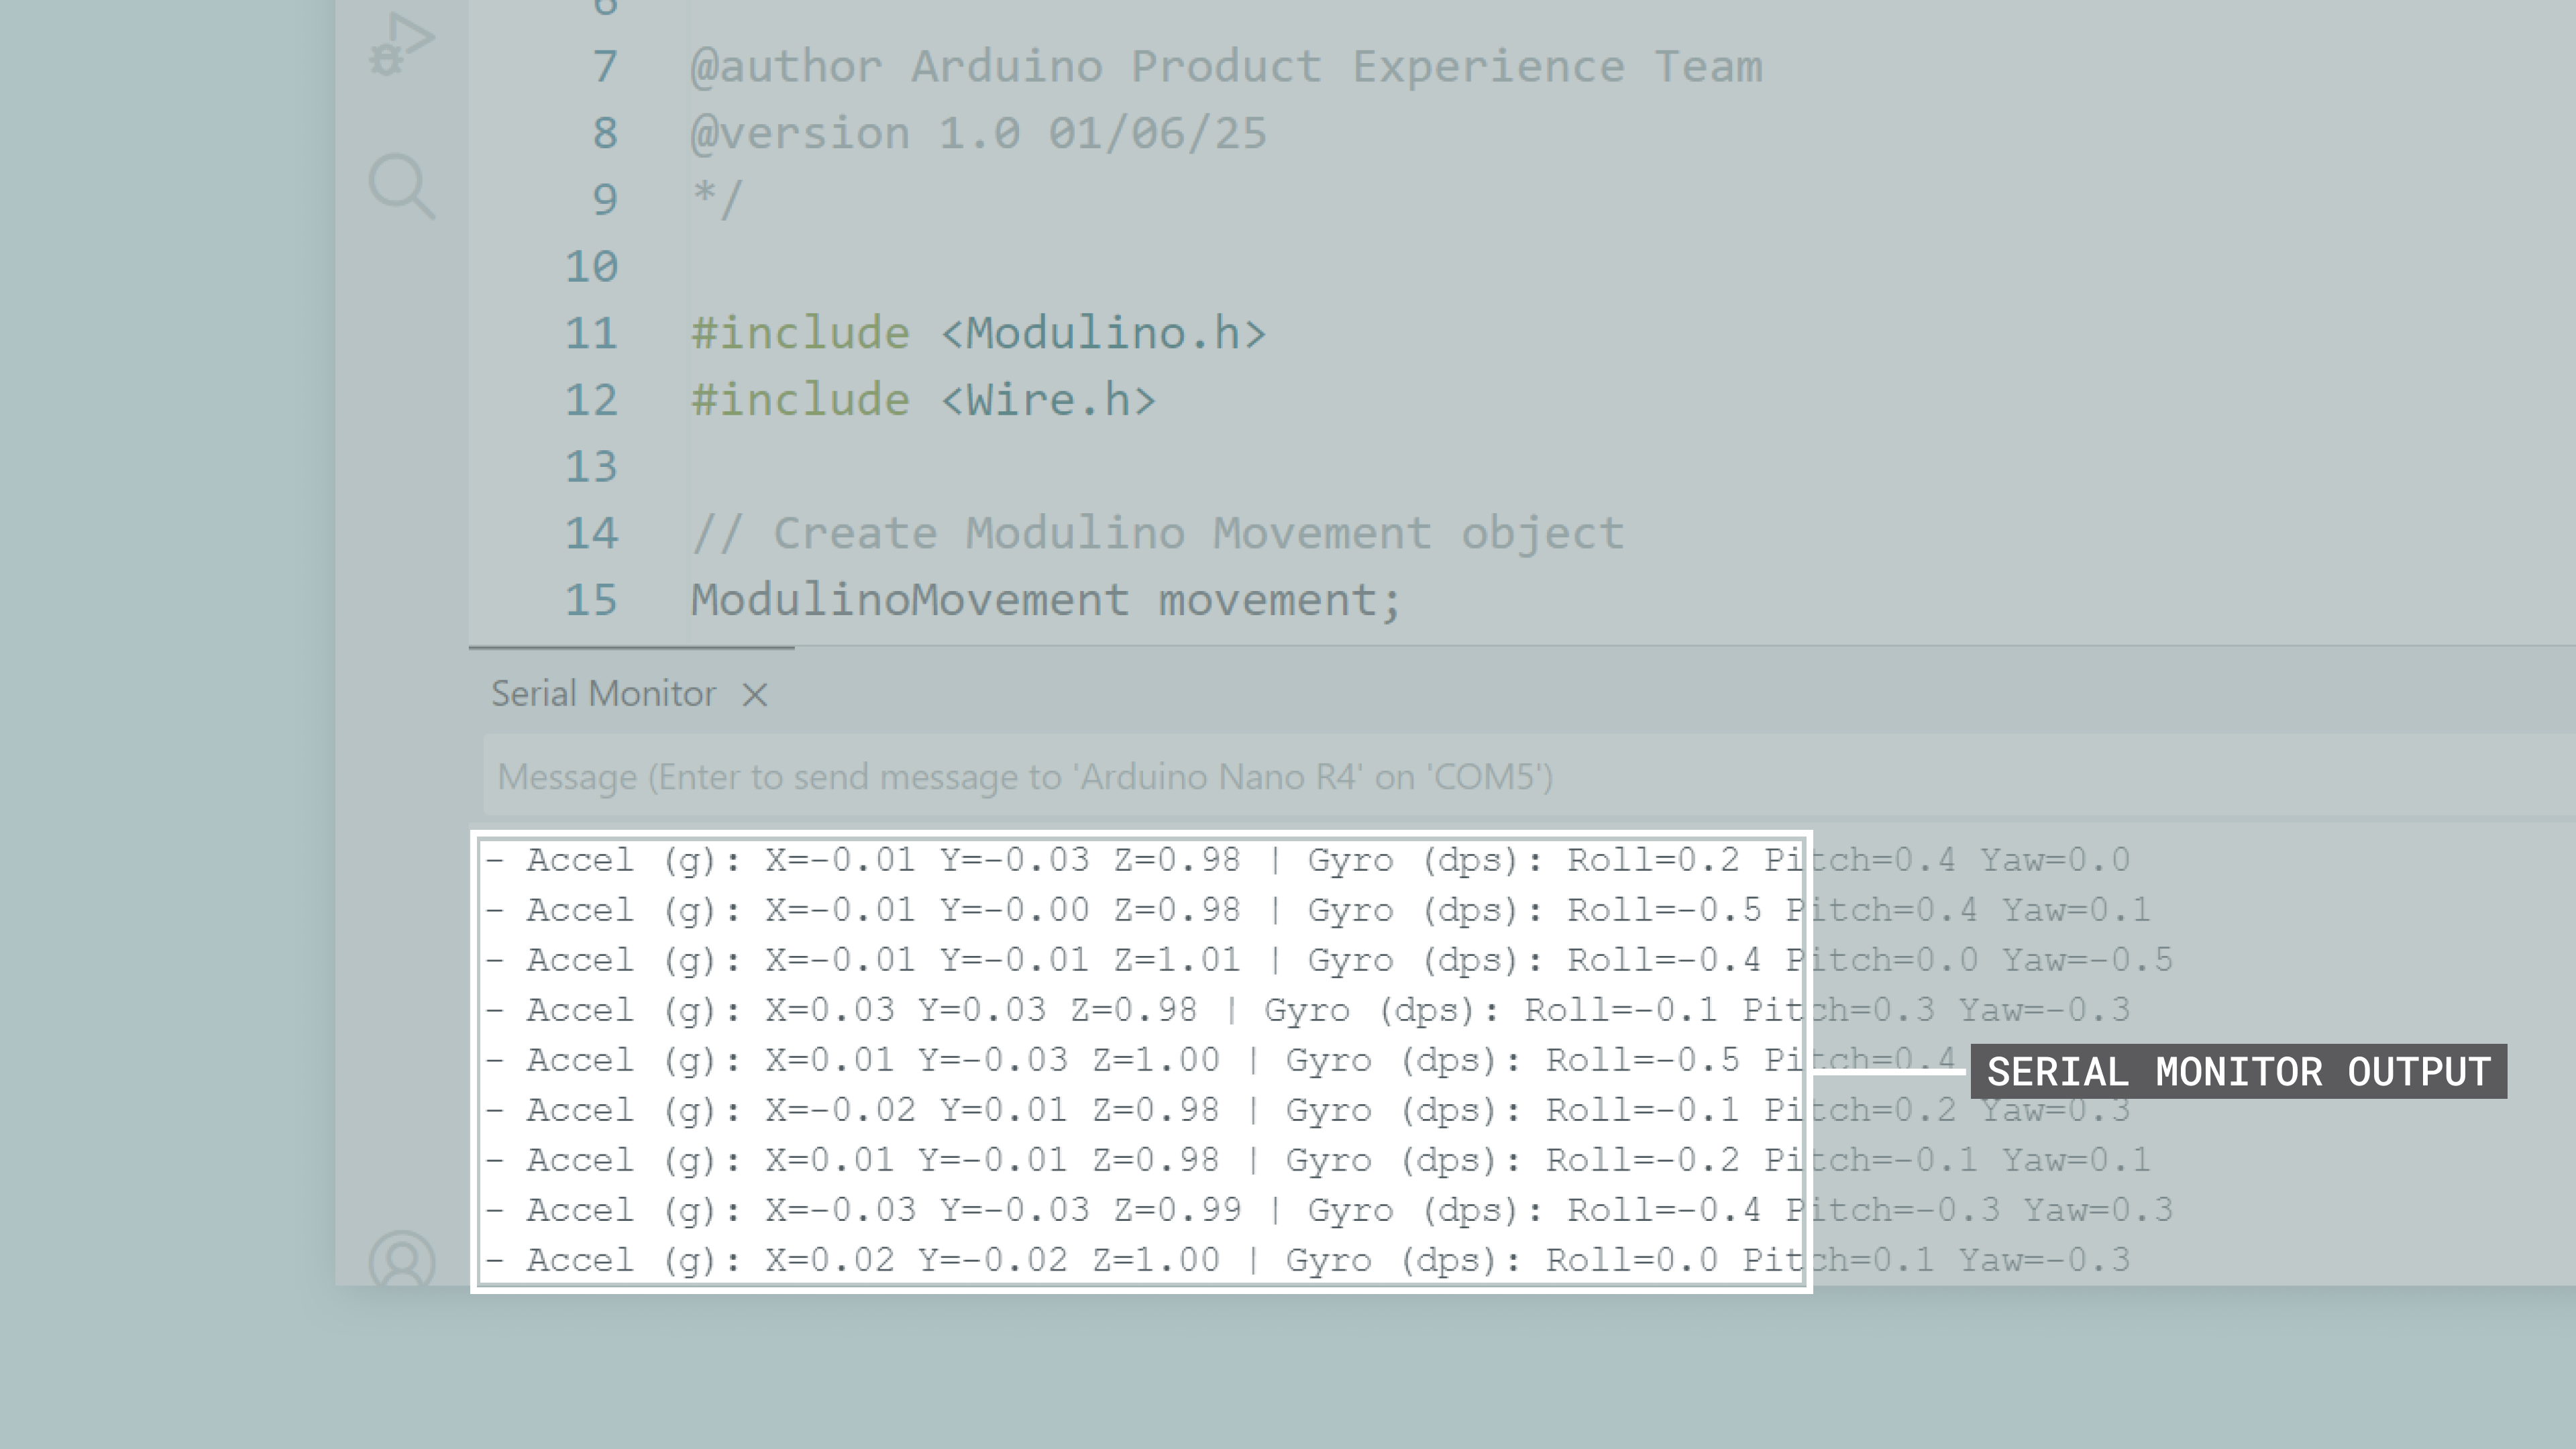 6
7 @author Arduino Product Experience Team
8 @version 1.0 01/06/25
9 */
10
11 #include <Modulino.h>
12 #include <Wire.h>
13
14 // Create Modulino Movement object
15 ModulinoMovement movement;
Serial Monitor ×
Message (Enter to send message to 'Arduino Nano R4' on 'COM5')
- Accel (g): X=-0.01 Y=-0.03 Z=0.98 | Gyro (dps): Roll=0.2 Pitch=0.4 Yaw=0.0
- Accel (g): X=-0.01 Y=-0.00 Z=0.98 | Gyro (dps): Roll=-0.5 Pitch=0.4 Yaw=0.1
- Accel (g): X=-0.01 Y=-0.01 Z=1.01 | Gyro (dps): Roll=-0.4 Pitch=0.0 Yaw=-0.5
- Accel (g): X=0.03 Y=0.03 Z=0.98 | Gyro (dps): Roll=-0.1 Pitch=0.3 Yaw=-0.3
- Accel (g): X=0.01 Y=-0.03 Z=1.00 | Gyro (dps): Roll=-0.5 Pitch=0.4
SERIAL MONITOR OUTPUT
- Accel (g): X=-0.02 Y=0.01 Z=0.98 | Gyro (dps): Roll=-0.1 Pitch=0.2 Yaw=0.3
- Accel (g): X=0.01 Y=-0.01 Z=0.98 | Gyro (dps): Roll=-0.2 Pitch=-0.1 Yaw=0.1
- Accel (g): X=-0.03 Y=-0.03 Z=0.99 | Gyro (dps): Roll=-0.4 Pitch=-0.3 Yaw=0.3
- Accel (g): X=0.02 Y=-0.02 Z=1.00 | Gyro (dps): Roll=0.0 Pitch=0.1 Yaw=-0.3